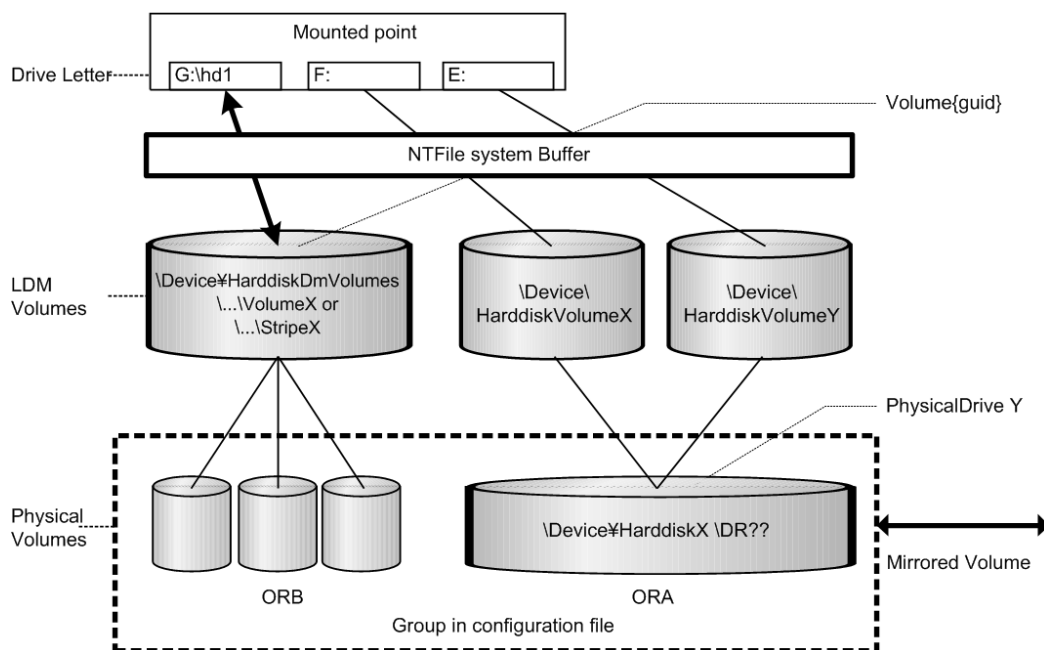 Mounted point
Drive Letter
G:\hd1
F:
E:
Volume{guid}
NTFile system Buffer
LDM
Volumes
\Device¥HarddiskDmVolumes
\...\VolumeX or
\...\StripeX
\Device\
HarddiskVolumeX
\Device\
HarddiskVolumeY
PhysicalDrive Y
Physical
Volumes
\Device¥HarddiskX \DR??
Mirrored Volume
ORB
ORA
Group in configuration file